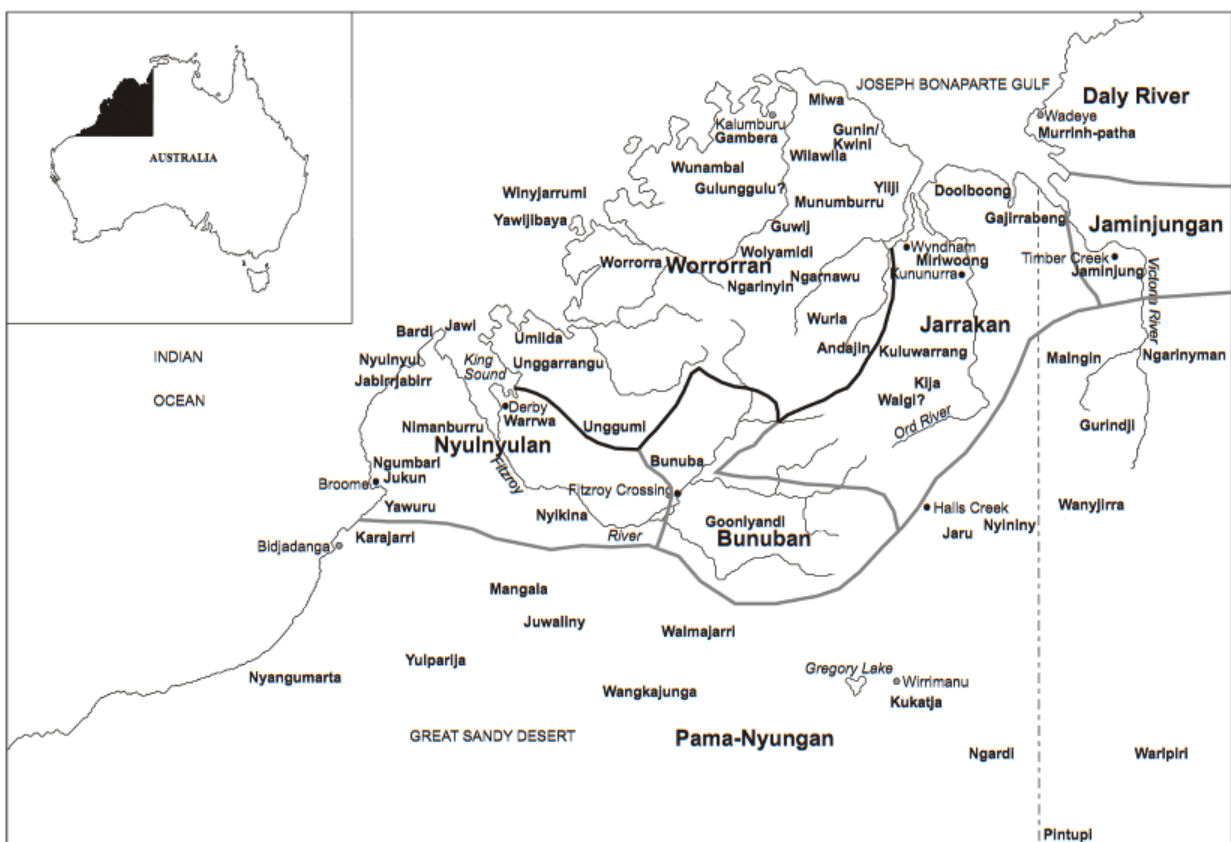 JOSEPH BONAPARTE GULF
Miwa
Daly River
Wadeye
Murrinh-patha
Kalumburu
Gambera
Gunin/
Kwini
AUSTRALIA
Wilawila
Wunambal
Gulunggulu?
Yiiji
Doolboong
Winyjarrumi
Munumburru
Yawijibaya
Guwij
Gajirrabeng
Jaminjungan
Wolyamidi
Wyndham
Miriwoong
Timber Creek
Jaminjung
Worrorra
Worrorran
Ngarnawu
Kununurra
Ngarinyin
Victoria River
Wurla
Jarrakan
Bardi
Jawi
Umiida
Andajin
Kuluwarrang
INDIAN
OCEAN
Nyulnyul
King
Sound
Unggarrangu
Malngin
Ngarinyman
Jabirrjabirr
Kija
Walgi?
Derby
Warrwa
Ord River
Nimanburru
Unggumi
Gurindji
Nyulnyulan
Bunuba
Ngumbarl
Jukun
Broome
Fitzroy
Fitzroy Crossing
Yawuru
Nyikina
Gooniyandi
Halls Creek
Wanyjirra
Karajarri
River
Bunuban
Jaru
Nyininy
Bidjadanga
Mangala
Juwaliny
Walmajarri
Yulparija
Gregory Lake
Nyangumarta
Wangkajunga
Wirrimanu
Kukatja
GREAT SANDY DESERT
Pama-Nyungan
Ngardi
Warlpiri
Pintupi